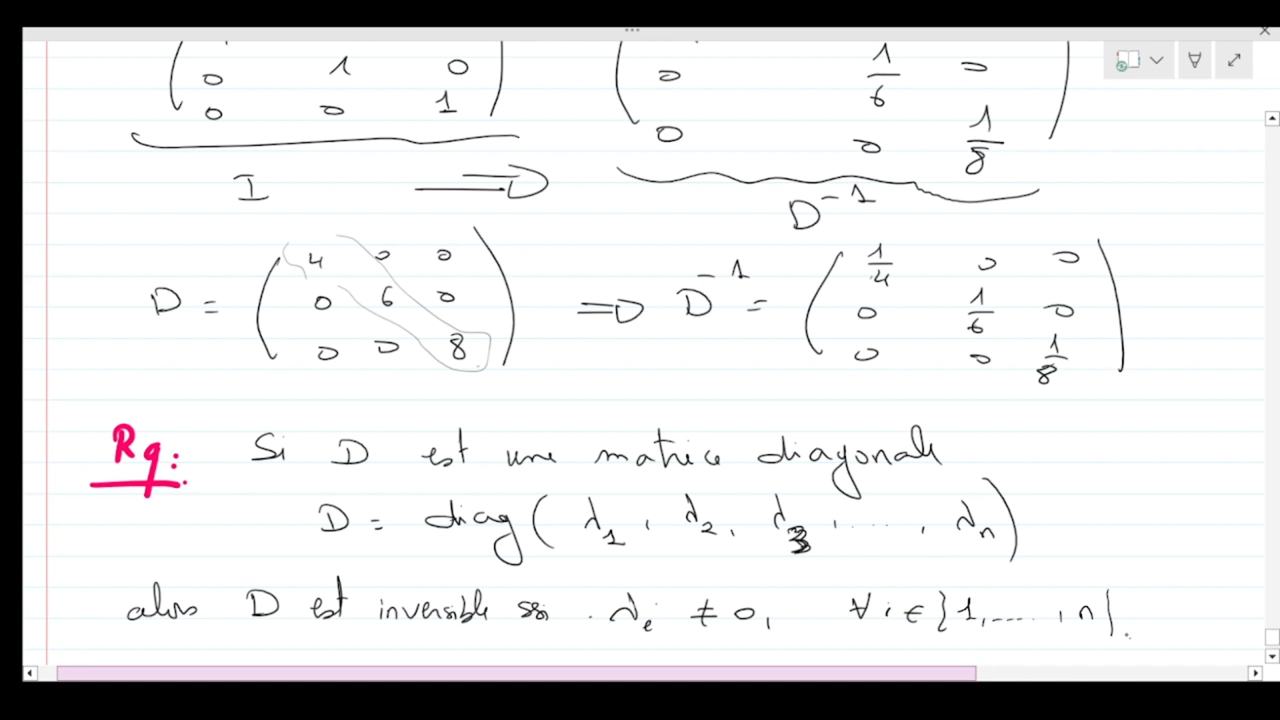 0 1 0 0 1/6 0
0 0 1 0 0 1/8
I ⟹ D⁻¹
D = ( 4 0 0 ; 0 6 0 ; 0 0 8 ) ⟹ D⁻¹ = ( 1/4 0 0 ; 0 1/6 0 ; 0 0 1/8 )
Rq: Si D est une matrice diagonale
D = diag( λ₁, λ₂, λ₃, ...., λₙ)
alors D est inversible ssi λᵢ ≠ 0, ∀ i ∈ {1,...., n}.